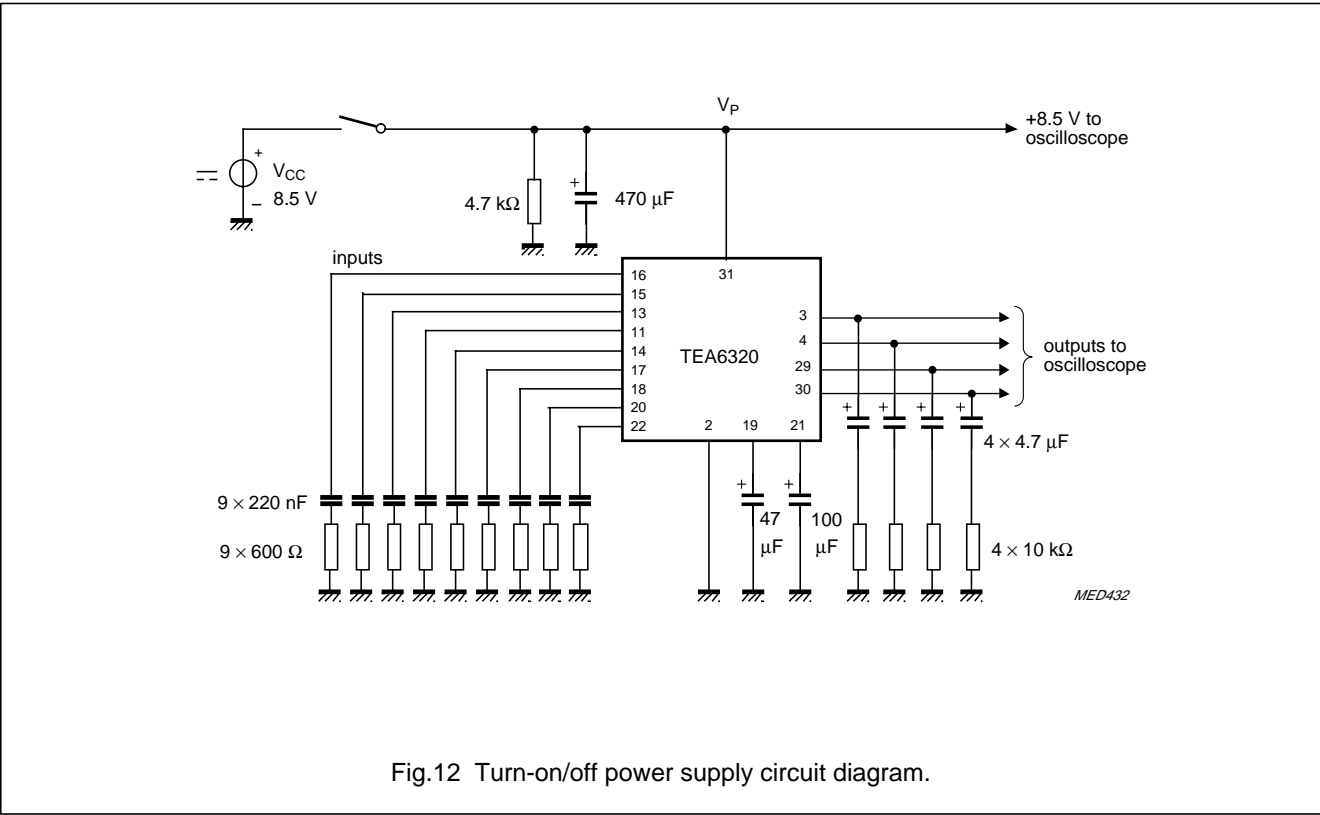 V_P
+8.5 V to
oscilloscope
+
V_CC
8.5 V
−
4.7 kΩ
+
470 µF
inputs
16
15
13
11
14
17
18
20
22
31
TEA6320
3
4
29
30
2
19
21
outputs to
oscilloscope
+
+
+
+
4 × 4.7 µF
+
47
µF
+
100
µF
9 × 220 nF
9 × 600 Ω
4 × 10 kΩ
MED432
Fig.12 Turn-on/off power supply circuit diagram.